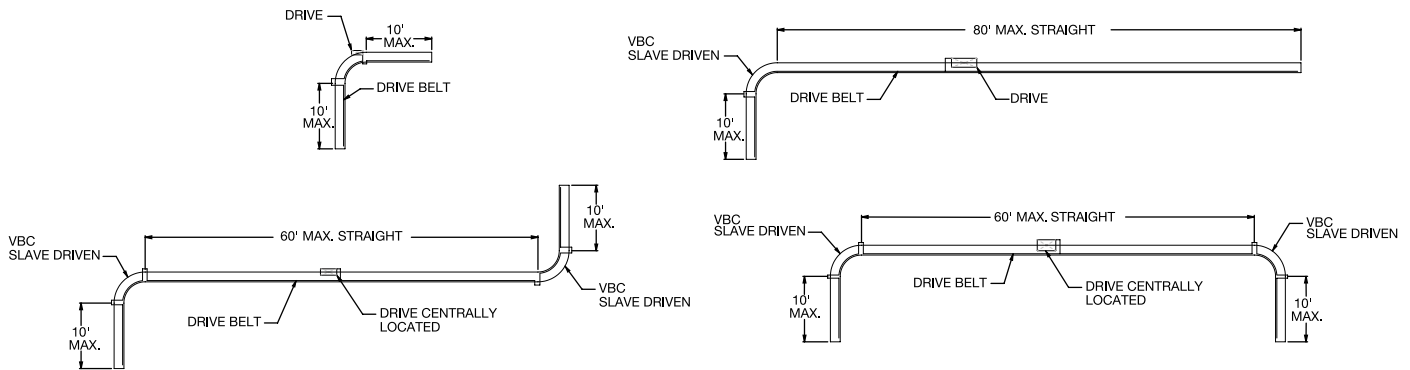 DRIVE
10'
MAX.
DRIVE BELT
10'
MAX.
VBC
SLAVE DRIVEN
80' MAX. STRAIGHT
DRIVE BELT
DRIVE
10'
MAX.
VBC
SLAVE DRIVEN
60' MAX. STRAIGHT
10'
MAX.
VBC
SLAVE DRIVEN
DRIVE BELT
DRIVE CENTRALLY
LOCATED
10'
MAX.
VBC
SLAVE DRIVEN
60' MAX. STRAIGHT
VBC
SLAVE DRIVEN
DRIVE BELT
DRIVE CENTRALLY
LOCATED
10'
MAX.
10'
MAX.